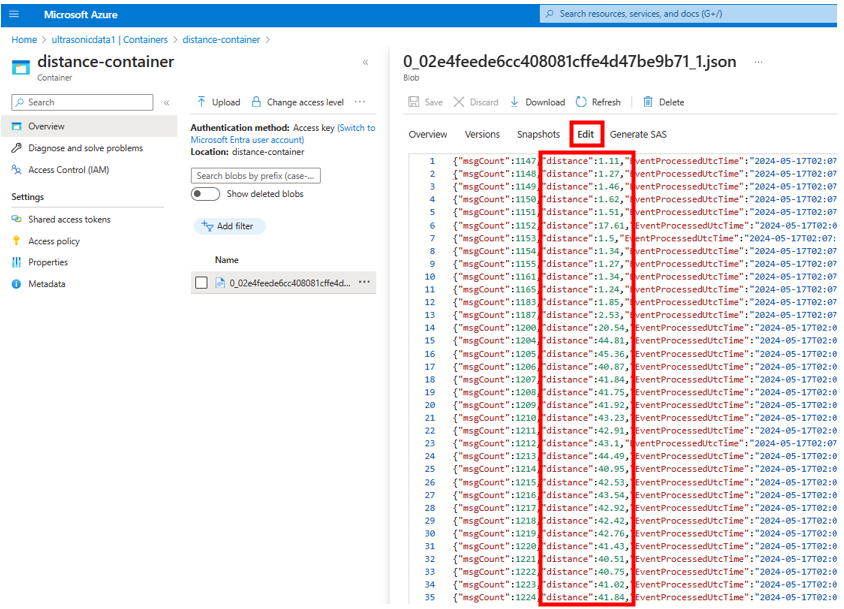 Microsoft Azure
Search resources, services, and docs (G+/)
Home > ultrasonicdata1 | Containers > distance-container >
distance-container
Container
«
Search
«
Overview
Diagnose and solve problems
Access Control (IAM)
Settings
Shared access tokens
Access policy
Properties
Metadata
Upload
Change access level
...
Authentication method: Access key (Switch to
Microsoft Entra user account)
Location: distance-container
Search blobs by prefix (case-...
Show deleted blobs
Add filter
Name
0_02e4feede6cc408081cffe4d...
...
0_02e4feede6cc408081cffe4d47be9b71_1.json
...
Blob
Save
Discard
Download
Refresh
Delete
Overview
Versions
Snapshots
Edit
Generate SAS
1 {"msgCount":1147,"distance":1.11,"EventProcessedUtcTime":"2024-05-17T02:07
2 {"msgCount":1148,"distance":1.27,"EventProcessedUtcTime":"2024-05-17T02:07
3 {"msgCount":1149,"distance":1.46,"EventProcessedUtcTime":"2024-05-17T02:07
4 {"msgCount":1150,"distance":1.62,"EventProcessedUtcTime":"2024-05-17T02:07
5 {"msgCount":1151,"distance":1.51,"EventProcessedUtcTime":"2024-05-17T02:07
6 {"msgCount":1152,"distance":17.61,"EventProcessedUtcTime":"2024-05-17T02:0
7 {"msgCount":1153,"distance":1.5,"EventProcessedUtcTime":"2024-05-17T02:07:
8 {"msgCount":1154,"distance":1.34,"EventProcessedUtcTime":"2024-05-17T02:07
9 {"msgCount":1155,"distance":1.27,"EventProcessedUtcTime":"2024-05-17T02:07
10 {"msgCount":1161,"distance":1.34,"EventProcessedUtcTime":"2024-05-17T02:07
11 {"msgCount":1165,"distance":1.24,"EventProcessedUtcTime":"2024-05-17T02:07
12 {"msgCount":1183,"distance":1.85,"EventProcessedUtcTime":"2024-05-17T02:07
13 {"msgCount":1187,"distance":2.53,"EventProcessedUtcTime":"2024-05-17T02:07
14 {"msgCount":1200,"distance":20.54,"EventProcessedUtcTime":"2024-05-17T02:0
15 {"msgCount":1204,"distance":44.81,"EventProcessedUtcTime":"2024-05-17T02:0
16 {"msgCount":1205,"distance":45.36,"EventProcessedUtcTime":"2024-05-17T02:0
17 {"msgCount":1206,"distance":40.87,"EventProcessedUtcTime":"2024-05-17T02:0
18 {"msgCount":1207,"distance":41.84,"EventProcessedUtcTime":"2024-05-17T02:0
19 {"msgCount":1208,"distance":41.75,"EventProcessedUtcTime":"2024-05-17T02:0
20 {"msgCount":1209,"distance":41.92,"EventProcessedUtcTime":"2024-05-17T02:0
21 {"msgCount":1210,"distance":43.23,"EventProcessedUtcTime":"2024-05-17T02:0
22 {"msgCount":1211,"distance":42.91,"EventProcessedUtcTime":"2024-05-17T02:0
23 {"msgCount":1212,"distance":43.1,"EventProcessedUtcTime":"2024-05-17T02:07
24 {"msgCount":1213,"distance":44.49,"EventProcessedUtcTime":"2024-05-17T02:0
25 {"msgCount":1214,"distance":40.95,"EventProcessedUtcTime":"2024-05-17T02:0
26 {"msgCount":1215,"distance":42.53,"EventProcessedUtcTime":"2024-05-17T02:0
27 {"msgCount":1216,"distance":43.54,"EventProcessedUtcTime":"2024-05-17T02:0
28 {"msgCount":1217,"distance":42.92,"EventProcessedUtcTime":"2024-05-17T02:0
29 {"msgCount":1218,"distance":42.42,"EventProcessedUtcTime":"2024-05-17T02:0
30 {"msgCount":1219,"distance":42.76,"EventProcessedUtcTime":"2024-05-17T02:0
31 {"msgCount":1220,"distance":41.43,"EventProcessedUtcTime":"2024-05-17T02:0
32 {"msgCount":1221,"distance":40.51,"EventProcessedUtcTime":"2024-05-17T02:0
33 {"msgCount":1222,"distance":40.75,"EventProcessedUtcTime":"2024-05-17T02:0
34 {"msgCount":1223,"distance":41.02,"EventProcessedUtcTime":"2024-05-17T02:0
35 {"msgCount":1224,"distance":41.84,"EventProcessedUtcTime":"2024-05-17T02:0